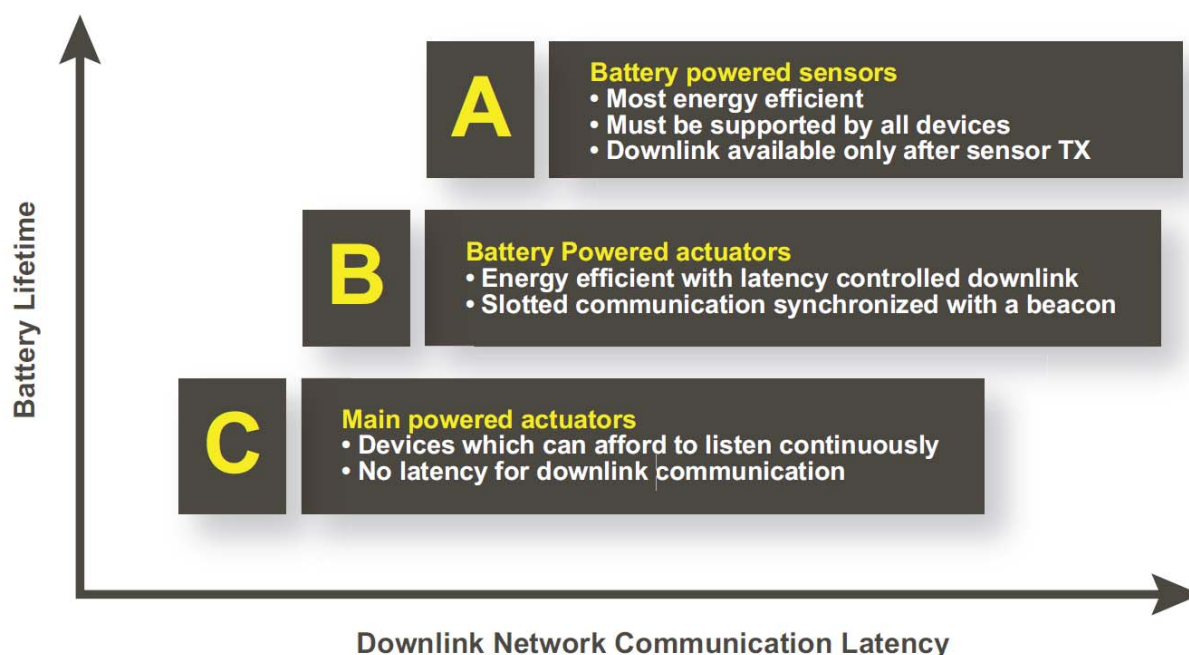 A
Battery powered sensors
• Most energy efficient
• Must be supported by all devices
• Downlink available only after sensor TX
B
Battery Powered actuators
• Energy efficient with latency controlled downlink
• Slotted communication synchronized with a beacon
C
Main powered actuators
• Devices which can afford to listen continuously
• No latency for downlink communication
Battery Lifetime
Downlink Network Communication Latency